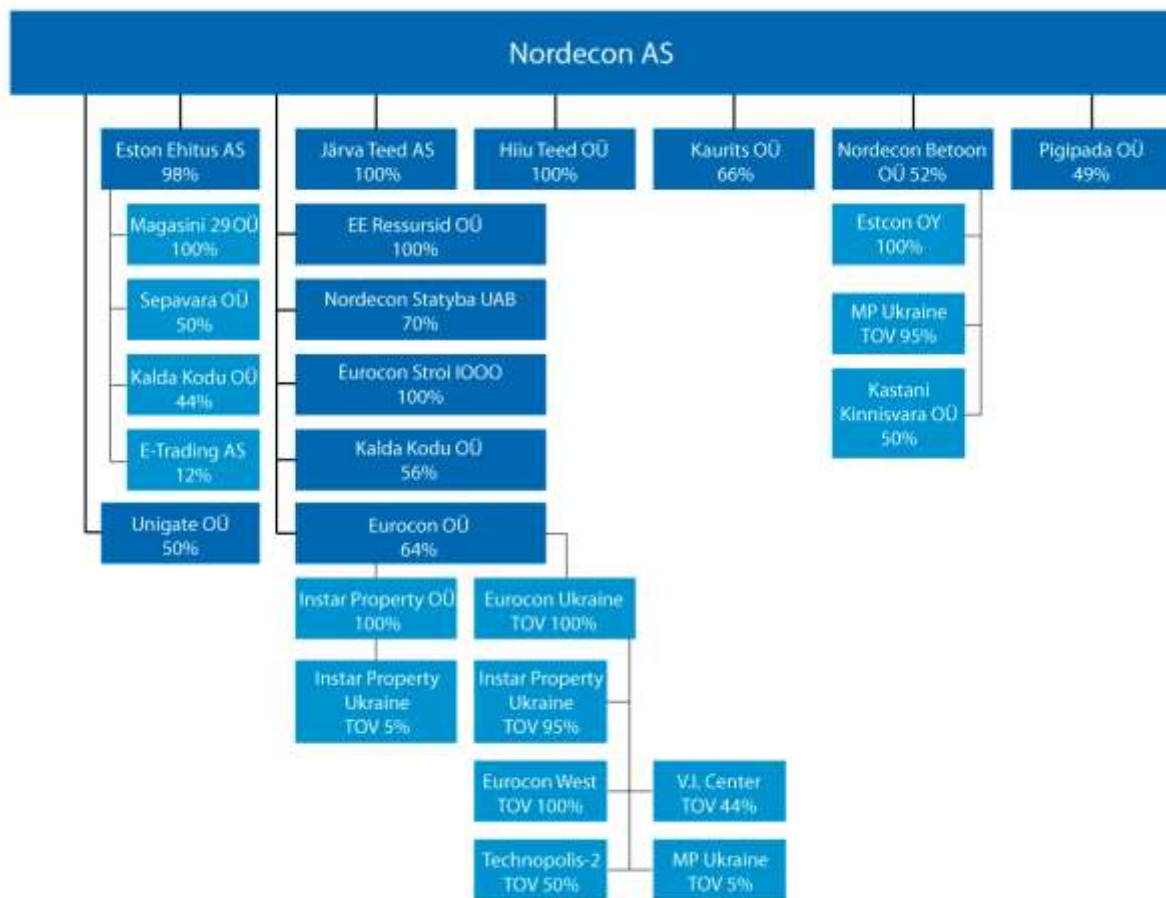 Nordecon AS
Eston Ehitus AS
98%
Järva Teed AS
100%
Hiiu Teed OÜ
100%
Kaurits OÜ
66%
Nordecon Betoon
OÜ 52%
Pigipada OÜ
49%
Magasini 29 OÜ
100%
Sepavara OÜ
50%
Kalda Kodu OÜ
44%
E-Trading AS
12%
Unigate OÜ
50%
EE Ressursid OÜ
100%
Nordecon Statyba UAB
70%
Eurocon Stroi IOOO
100%
Kalda Kodu OÜ
56%
Eurocon OÜ
64%
Estcon OY
100%
MP Ukraine
TOV 95%
Kastani
Kinnisvara OÜ
50%
Instar Property OÜ
100%
Instar Property
Ukraine
TOV 5%
Eurocon Ukraine
TOV 100%
Instar Property
Ukraine
TOV 95%
Eurocon West
TOV 100%
V.I. Center
TOV 44%
Technopolis-2
TOV 50%
MP Ukraine
TOV 5%